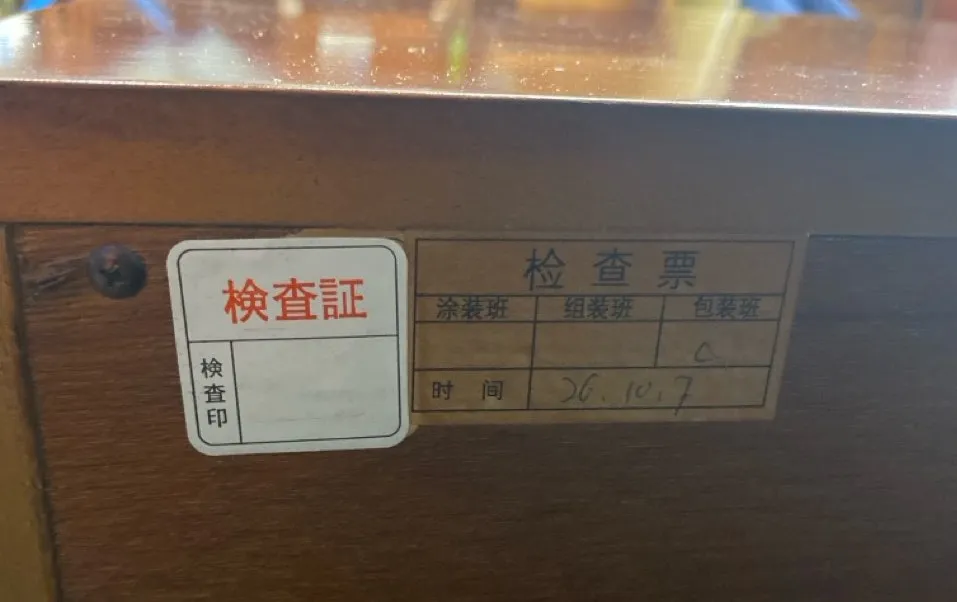 検査証
検査印
检查票
涂装班 组装班 包装班
时间 26.10.7